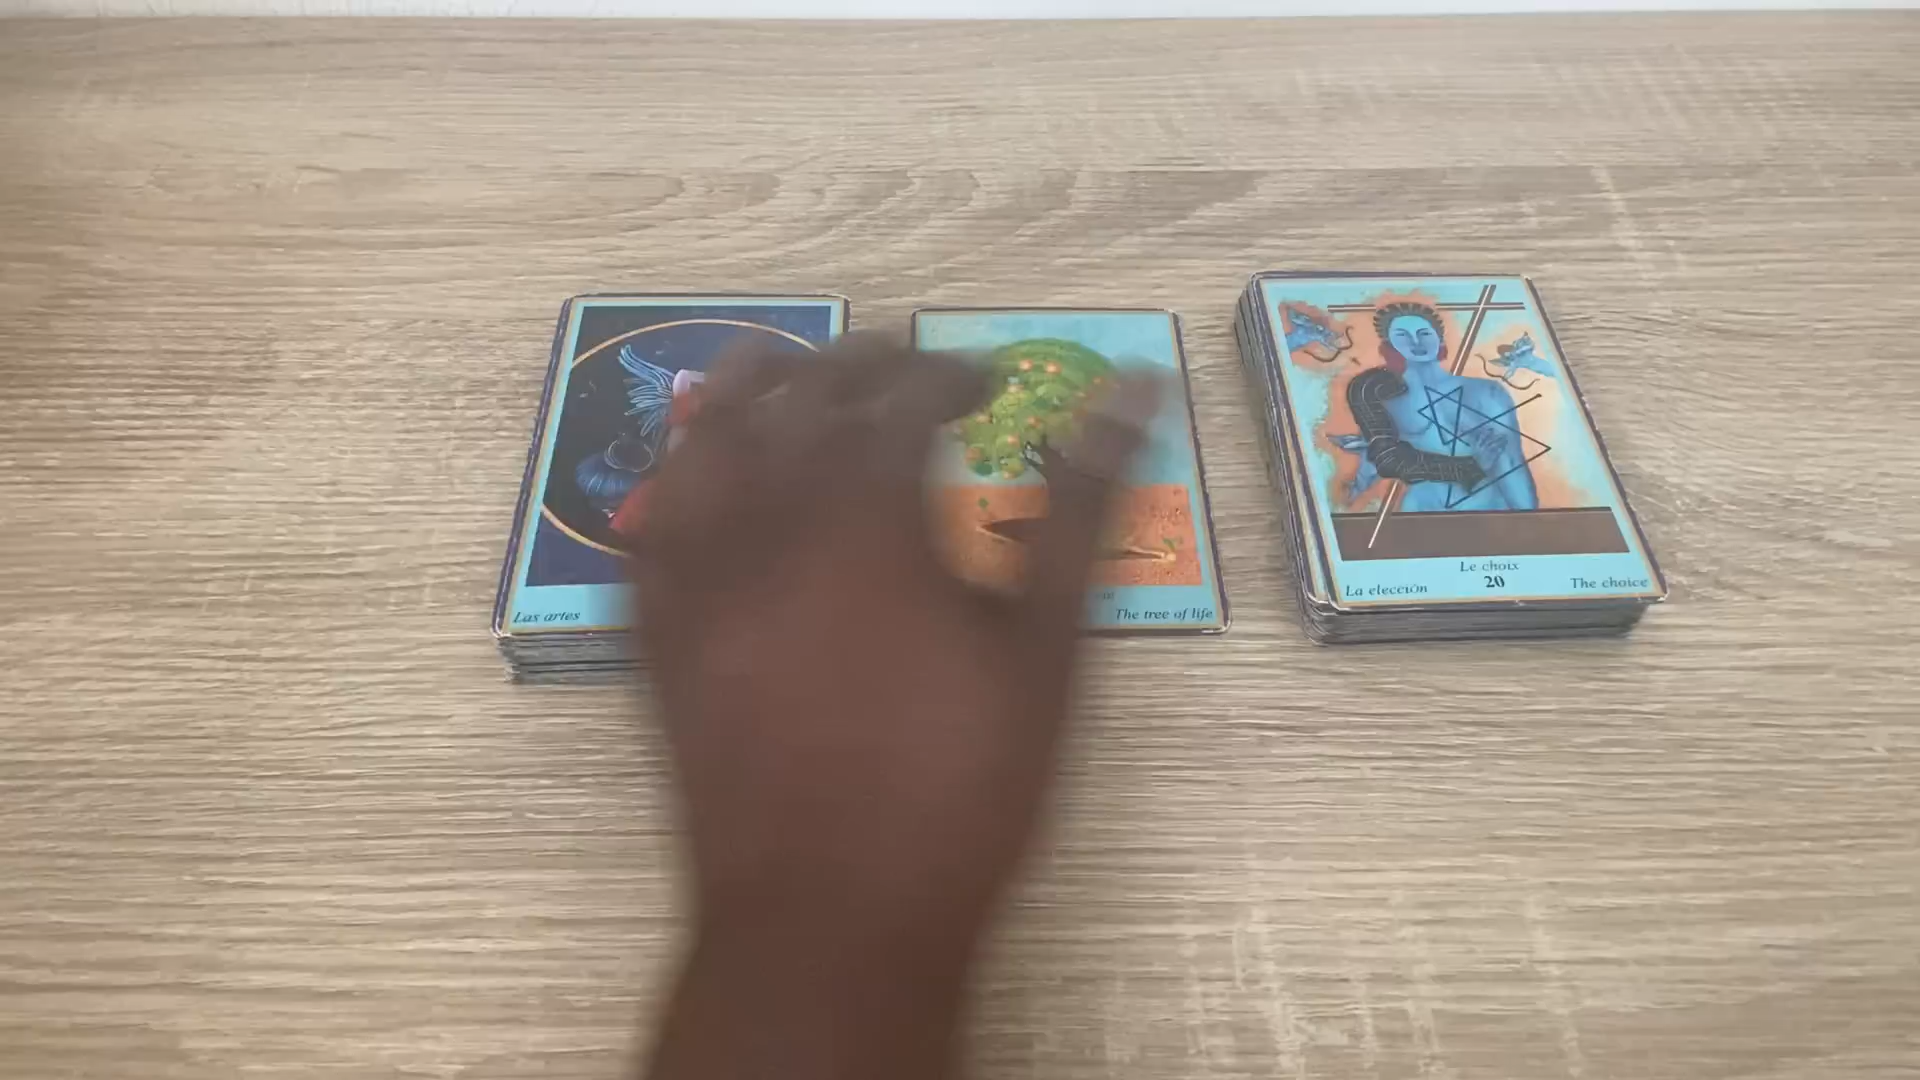 Las artes
The tree of life
Le choix
La elección 20 The choice